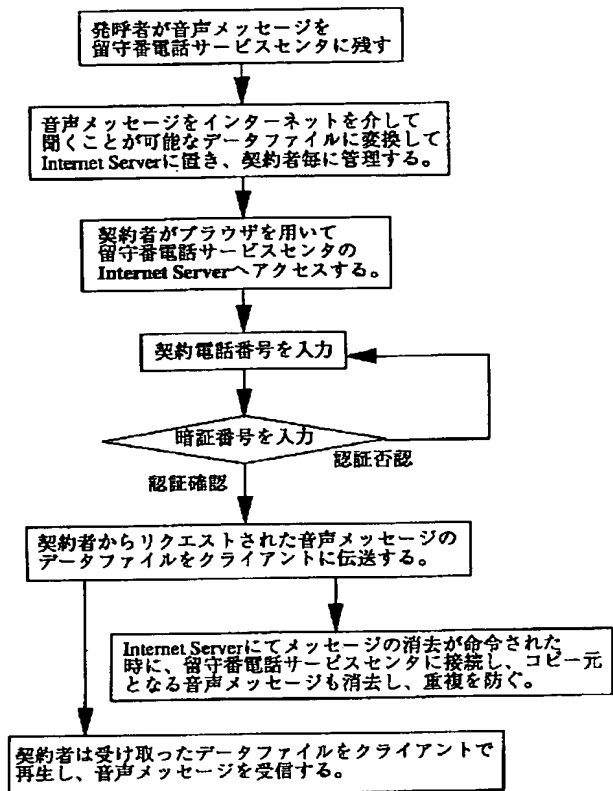 発呼者が音声メッセージを
留守番電話サービスセンタに残す
音声メッセージをインターネットを介して
聞くことが可能なデータファイルに変換して
Internet Serverに置き、契約者毎に管理する。
契約者がブラウザを用いて
留守番電話サービスセンタの
Internet Serverへアクセスする。
契約電話番号を入力
暗証番号を入力
認証否認
認証確認
契約者からリクエストされた音声メッセージの
データファイルをクライアントに伝送する。
Internet Serverにてメッセージの消去が命令された
時に、留守番電話サービスセンタに接続し、コピー元
となる音声メッセージも消去し、重複を防ぐ。
契約者は受け取ったデータファイルをクライアントで
再生し、音声メッセージを受信する。